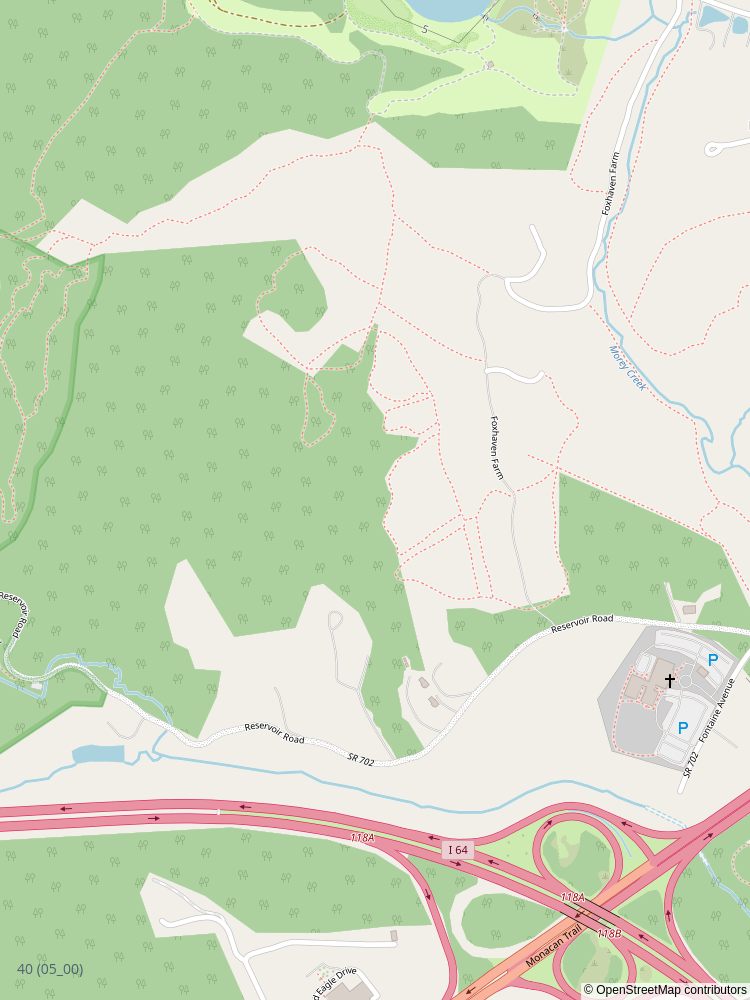 5
Foxhaven Farm
Morey Creek
Foxhaven Farm
Reservoir Road
Reservoir Road
P
P
Fontaine Avenue
SR 702
Reservoir Road
SR 702
118A
I 64
118A
118B
Monacan Trail
d Eagle Drive
40 (05_00)
© OpenStreetMap contributors